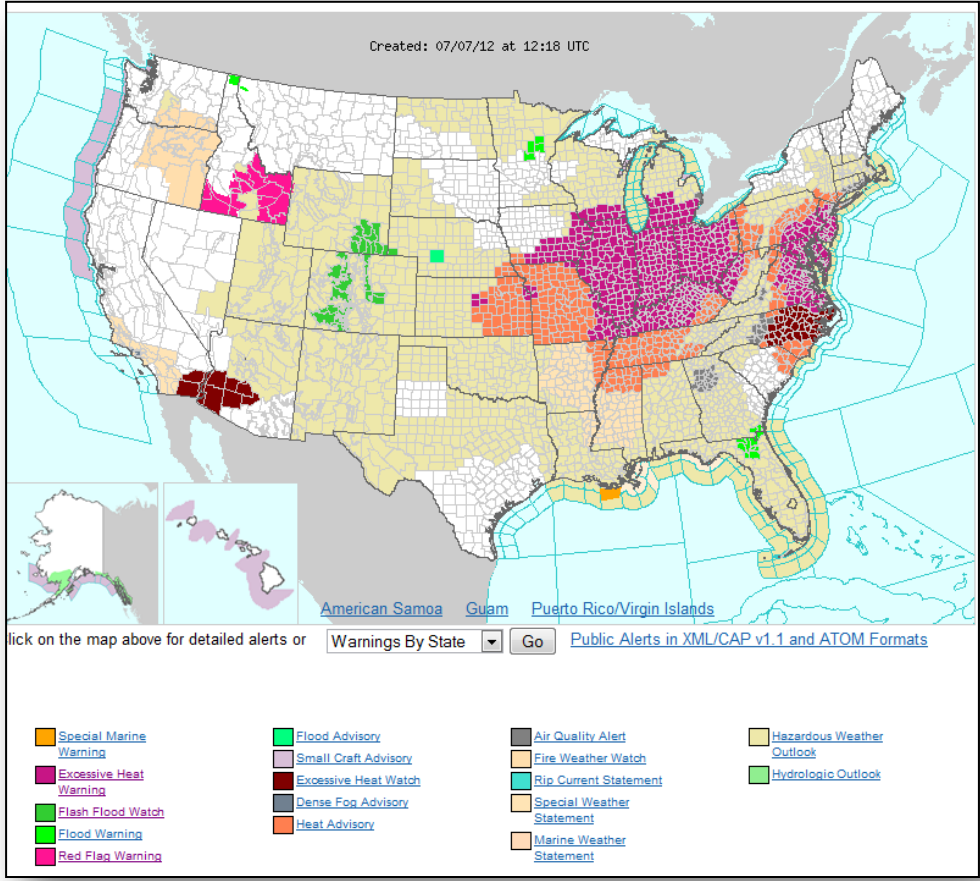 Created: 07/07/12 at 12:18 UTC
American Samoa Guam Puerto Rico/Virgin Islands
lick on the map above for detailed alerts or Warnings By State Go Public Alerts in XML/CAP v1.1 and ATOM Formats
Special Marine
Warning
Excessive Heat
Warning
Flash Flood Watch
Flood Warning
Red Flag Warning
Flood Advisory
Small Craft Advisory
Excessive Heat Watch
Dense Fog Advisory
Heat Advisory
Air Quality Alert
Fire Weather Watch
Rip Current Statement
Special Weather
Statement
Marine Weather
Statement
Hazardous Weather
Outlook
Hydrologic Outlook